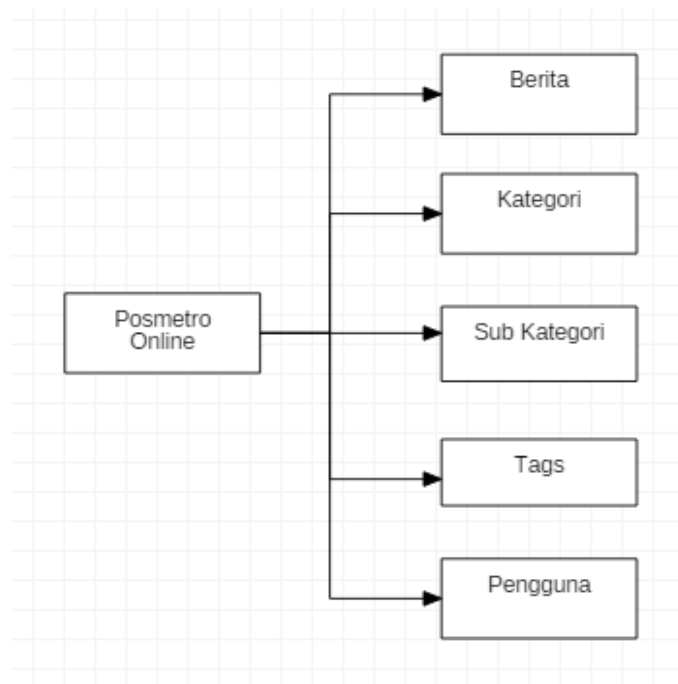 Berita
Kategori
Posmetro
Online
Sub Kategori
Tags
Pengguna